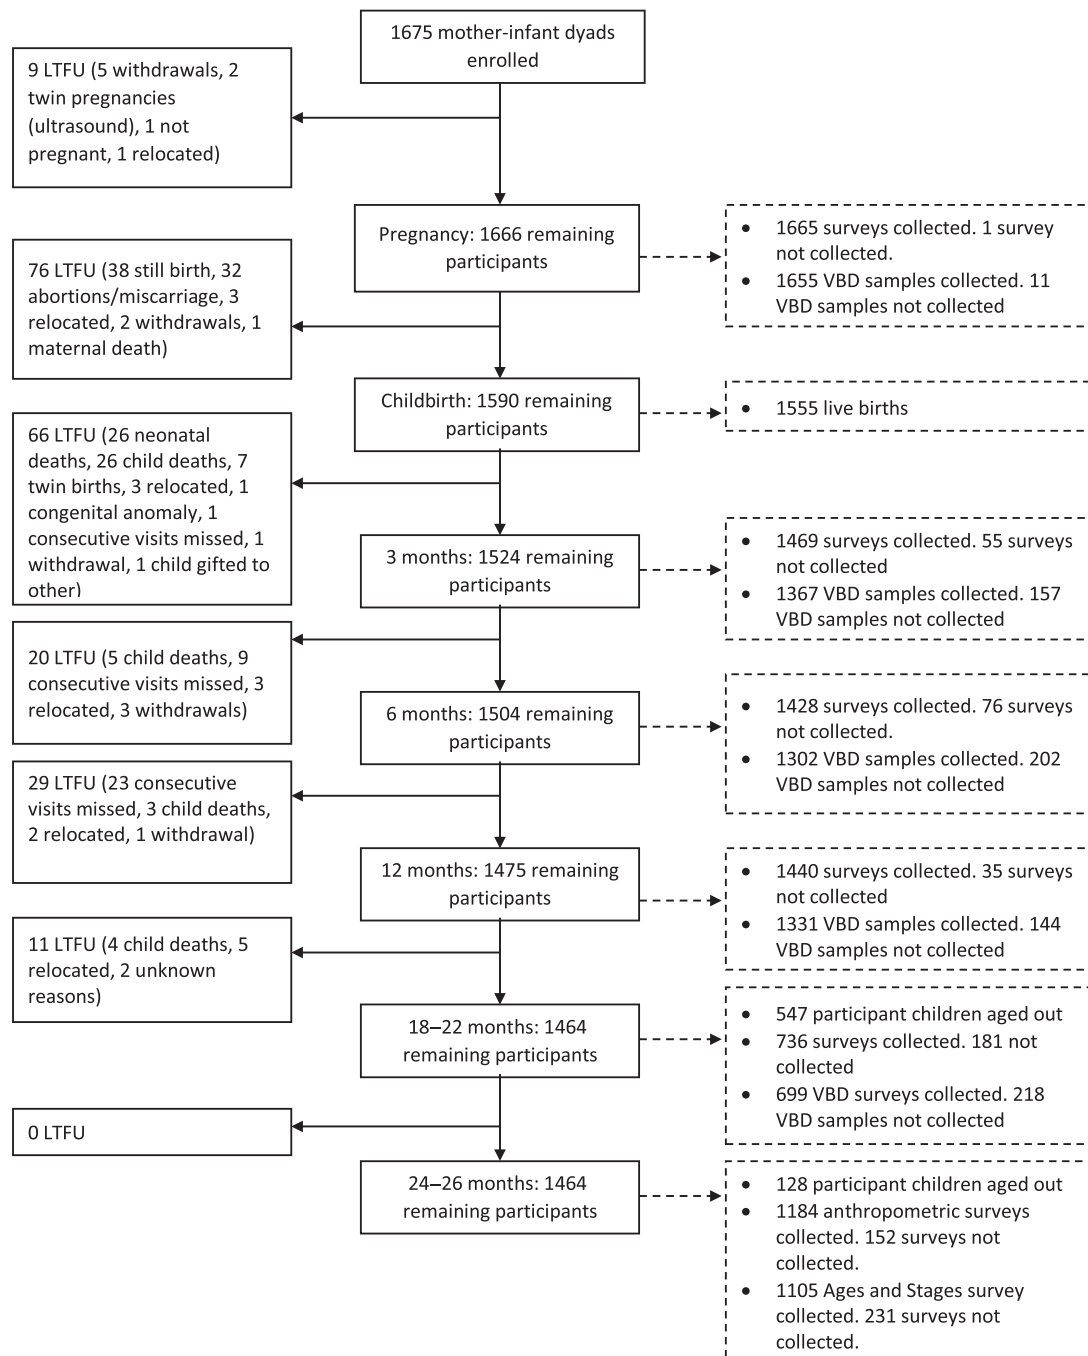 1675 mother-infant dyads
enrolled
9 LTFU (5 withdrawals, 2
twin pregnancies
(ultrasound), 1 not
pregnant, 1 relocated)
Pregnancy: 1666 remaining
participants
• 1665 surveys collected. 1 survey
not collected.
• 1655 VBD samples collected. 11
VBD samples not collected
76 LTFU (38 still birth, 32
abortions/miscarriage, 3
relocated, 2 withdrawals, 1
maternal death)
Childbirth: 1590 remaining
participants
• 1555 live births
66 LTFU (26 neonatal
deaths, 26 child deaths, 7
twin births, 3 relocated, 1
congenital anomaly, 1
consecutive visits missed, 1
withdrawal, 1 child gifted to
other)
3 months: 1524 remaining
participants
• 1469 surveys collected. 55 surveys
not collected
• 1367 VBD samples collected. 157
VBD samples not collected
20 LTFU (5 child deaths, 9
consecutive visits missed, 3
relocated, 3 withdrawals)
6 months: 1504 remaining
participants
• 1428 surveys collected. 76 surveys
not collected.
• 1302 VBD samples collected. 202
VBD samples not collected
29 LTFU (23 consecutive
visits missed, 3 child deaths,
2 relocated, 1 withdrawal)
12 months: 1475 remaining
participants
• 1440 surveys collected. 35 surveys
not collected
• 1331 VBD samples collected. 144
VBD samples not collected
11 LTFU (4 child deaths, 5
relocated, 2 unknown
reasons)
18–22 months: 1464
remaining participants
• 547 participant children aged out
• 736 surveys collected. 181 not
collected
• 699 VBD surveys collected. 218
VBD samples not collected
0 LTFU
24–26 months: 1464
remaining participants
• 128 participant children aged out
• 1184 anthropometric surveys
collected. 152 surveys not
collected.
• 1105 Ages and Stages survey
collected. 231 surveys not
collected.